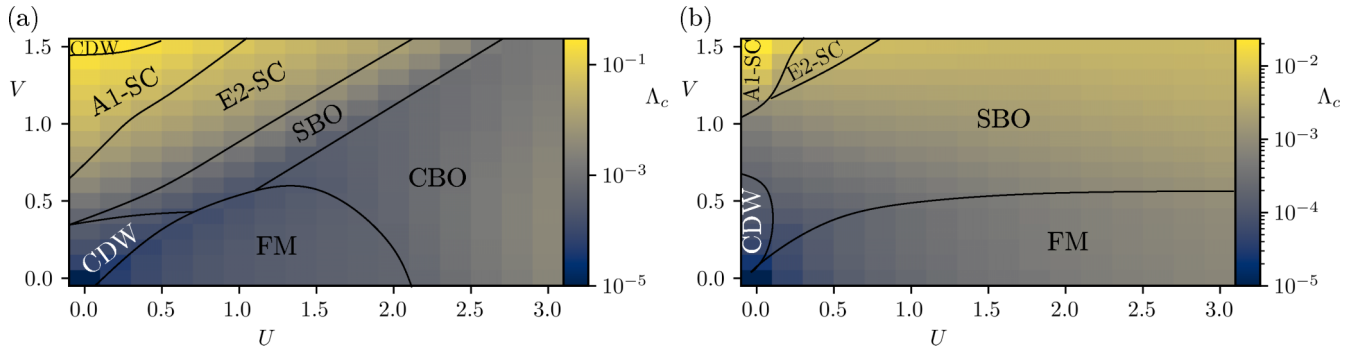 (a)
1.5
V
1.0
0.5
0.0
CDW
A1-SC
E2-SC
SBO
CBO
CDW
FM
0.0 0.5 1.0 1.5 2.0 2.5 3.0
U
10^{-1}
Λ_c
10^{-3}
10^{-5}
(b)
1.5
V
1.0
0.5
0.0
A1-SC
E2-SC
SBO
CDW
FM
0.0 0.5 1.0 1.5 2.0 2.5 3.0
U
10^{-2}
Λ_c
10^{-3}
10^{-4}
10^{-5}